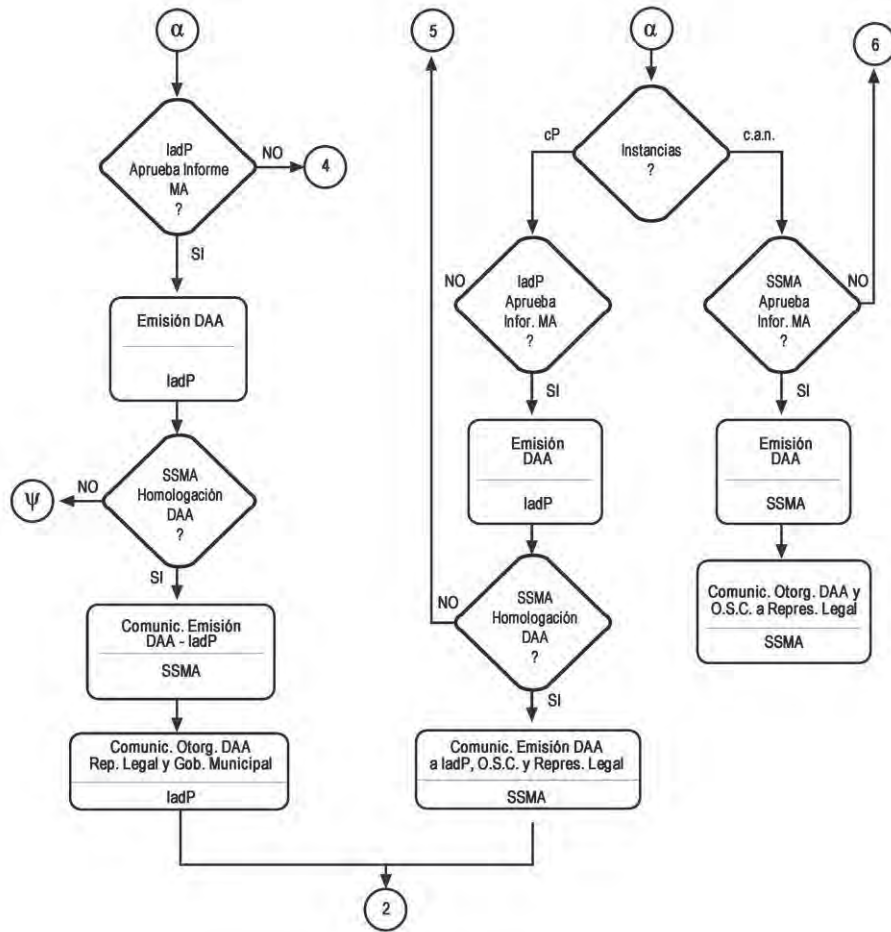 α
IadP
Aprueba Informe
MA
?
NO
4
SI
Emisión DAA
IadP
SSMA
Homologación
DAA
?
NO
Ψ
SI
Comunic. Emisión
DAA - IadP
SSMA
Comunic. Otorg. DAA
Rep. Legal y Gob. Municipal
IadP
5
α
6
Instancias
?
cP
c.a.n.
NO
IadP
Aprueba
Infor. MA
?
SI
Emisión
DAA
IadP
NO
SSMA
Homologación
DAA
?
SI
Comunic. Emisión DAA
a IadP, O.S.C. y Repres. Legal
SSMA
SSMA
Aprueba
Infor. MA
?
NO
SI
Emisión
DAA
SSMA
Comunic. Otorg. DAA y
O.S.C. a Repres. Legal
SSMA
2